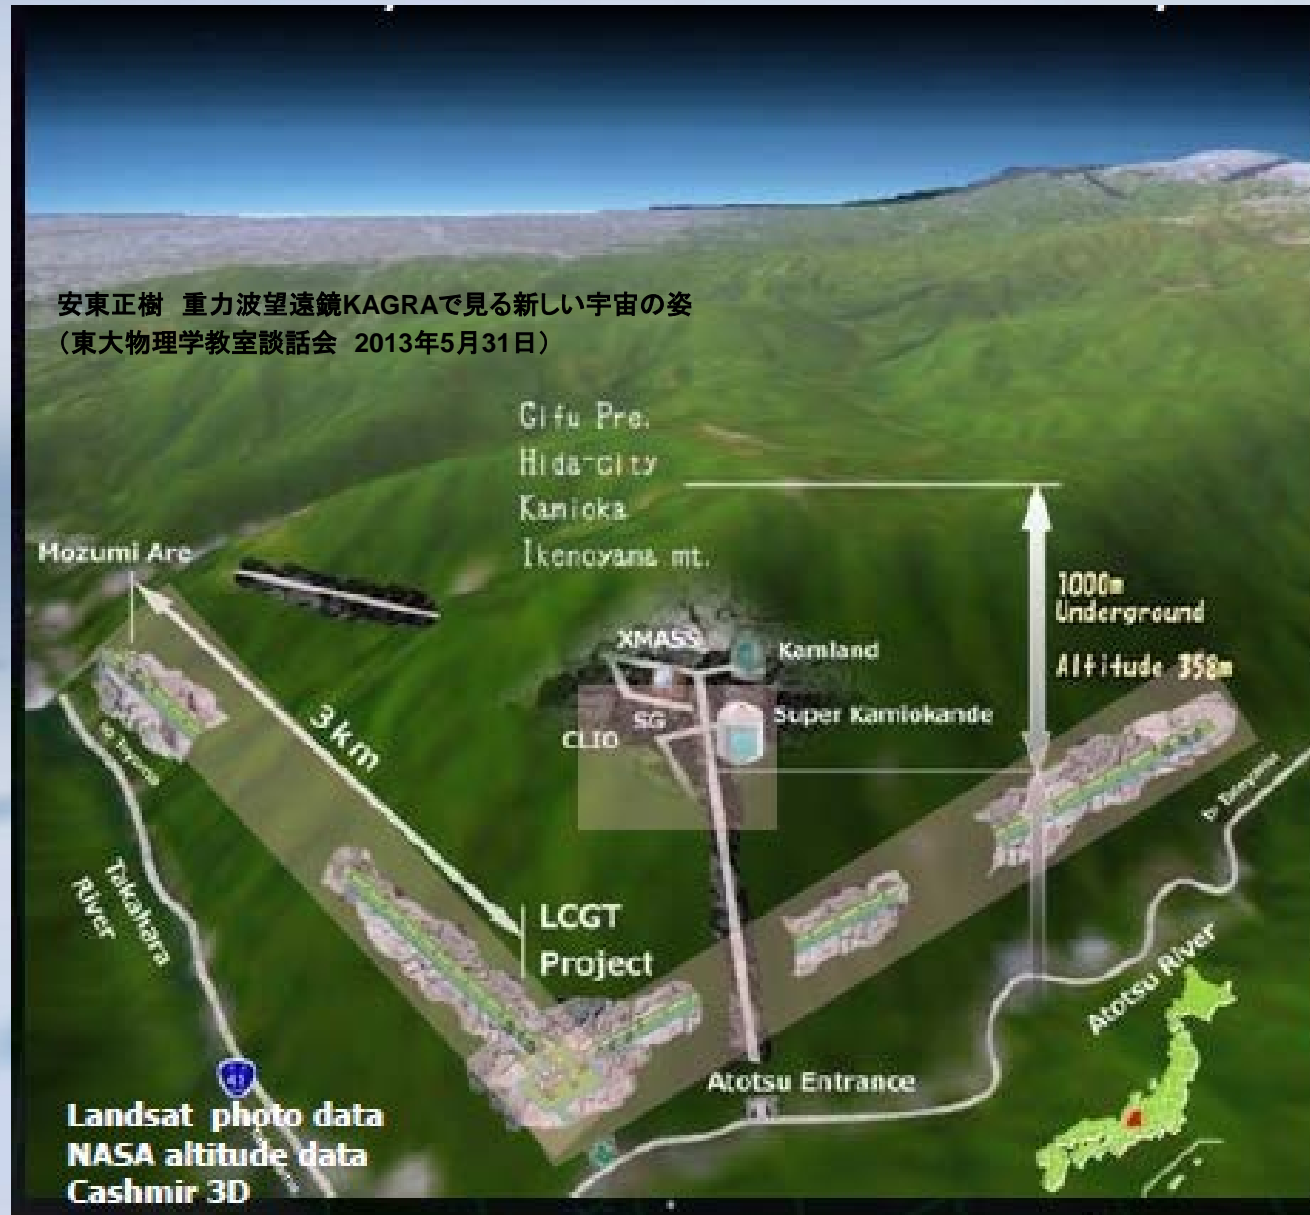 安東正樹 重力波望遠鏡KAGRAで見る新しい宇宙の姿
（東大物理学教室談話会 2013年5月31日）
Gifu Pre.
Hida-city
Kamioka
Ikenoyama mt.
Mozumi Are
1000m
Underground
Altitude 358m
XMASS
Kamland
3km
SG
Super Kamiokande
CLIO
Takahara
River
LCGT
Project
Atotsu River
41
Atotsu Entrance
Landsat photo data
NASA altitude data
Cashmir 3D